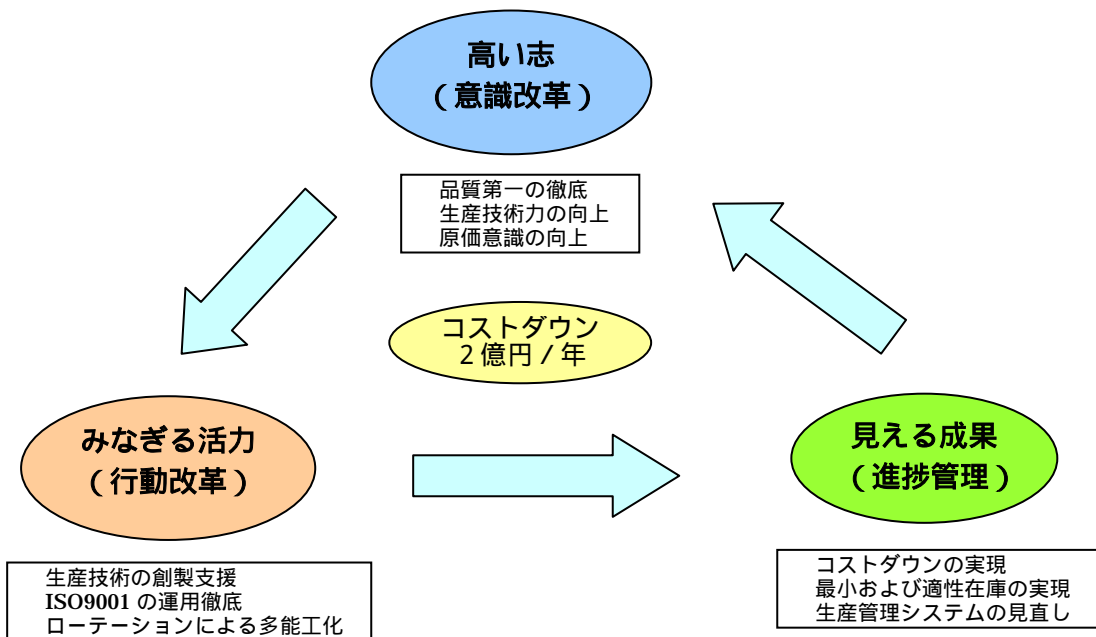 高い志
（意識改革）
品質第一の徹底
生産技術力の向上
原価意識の向上
コストダウン
２億円／年
みなぎる活力
（行動改革）
見える成果
（進捗管理）
生産技術の創製支援
ISO9001 の運用徹底
ローテーションによる多能工化
コストダウンの実現
最小および適性在庫の実現
生産管理システムの見直し